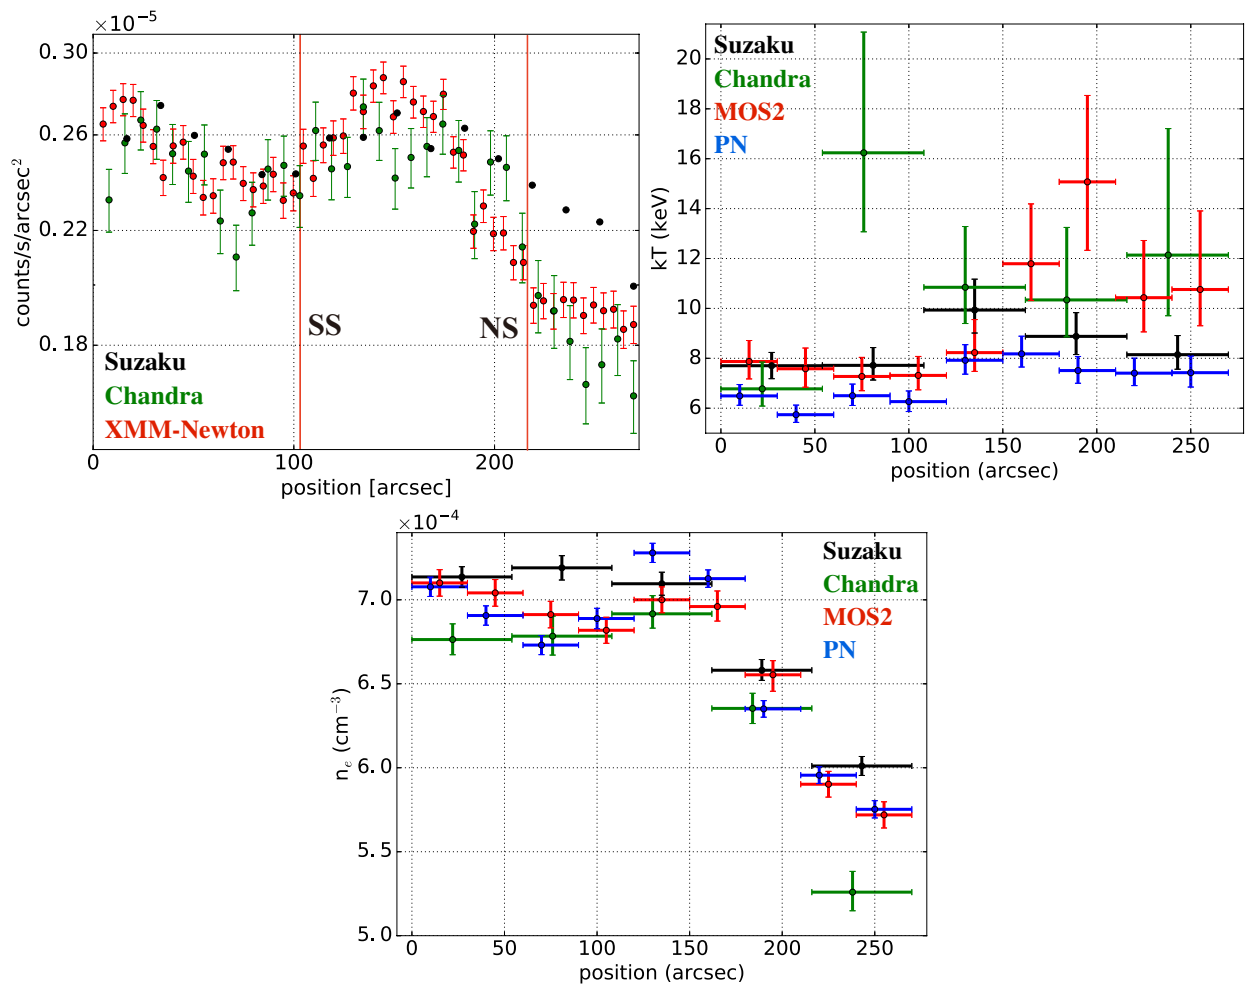 ×10⁻⁵
0.30
0.26
0.22
0.18
counts/s/arcsec²
SS
NS
Suzaku
Chandra
XMM-Newton
0 100 200
position [arcsec]
Suzaku
Chandra
MOS2
PN
20
18
16
14
12
10
8
6
kT (keV)
0 50 100 150 200 250
position (arcsec)
×10⁻⁴
Suzaku
Chandra
MOS2
PN
7.0
6.5
6.0
5.5
5.0
nₑ (cm⁻³)
0 50 100 150 200 250
position (arcsec)